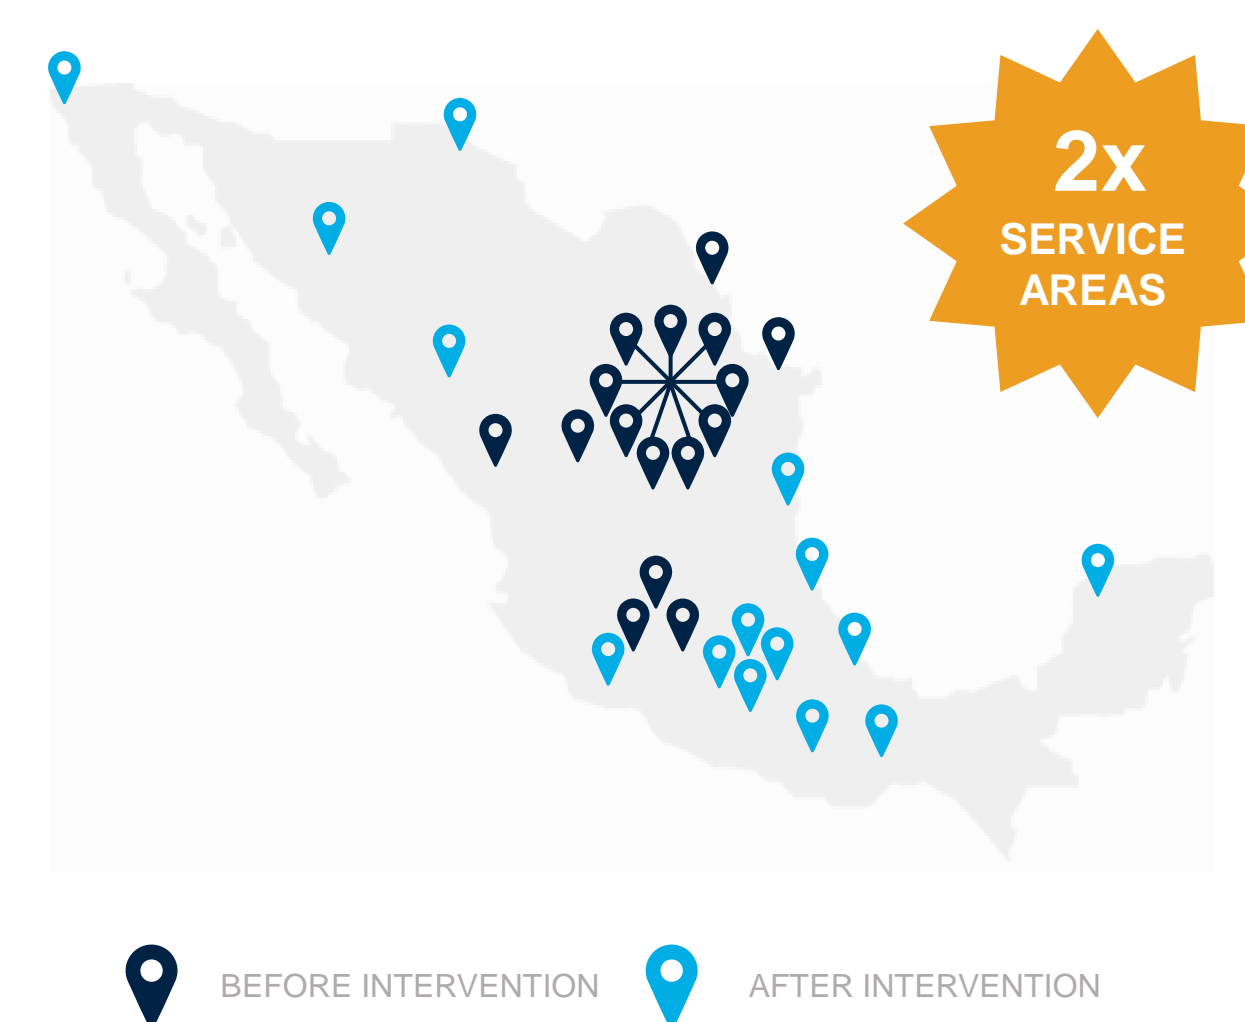 2x
SERVICE
AREAS
BEFORE INTERVENTION
AFTER INTERVENTION